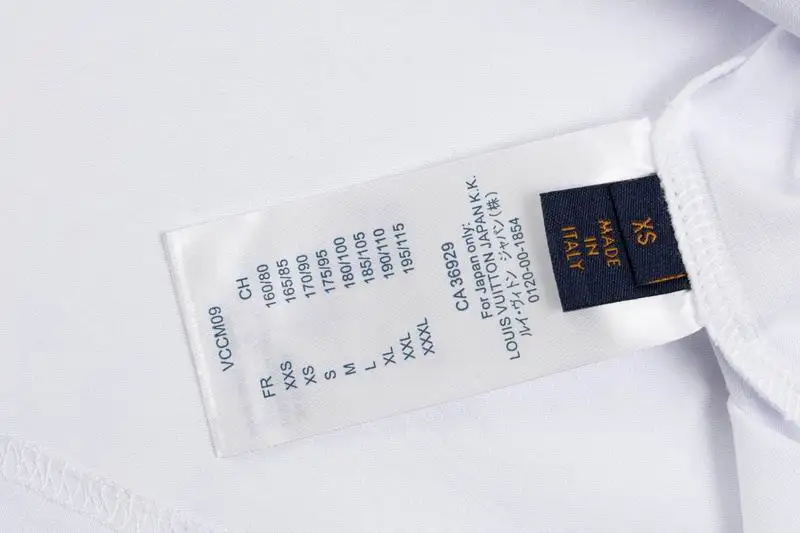 VCCM09
FR CH
XXS 160/80
XS 165/85
S 170/90
M 175/95
L 180/100
XL 185/105
XXL 190/110
XXXL 195/115
CA36929
For Japan only:
LOUIS VUITTON JAPAN K.K.
ルイ・ヴィトン ジャパン(株)
0120-00-1854
XS
MADE
IN
ITALY